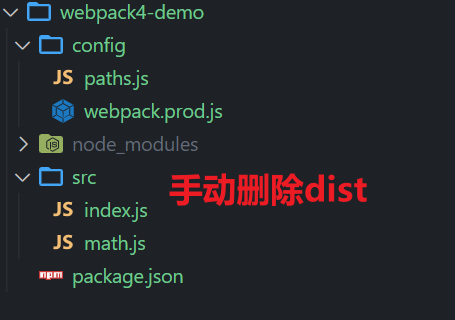 webpack4-demo
config
JS paths.js
webpack.prod.js
node_modules
src
手动删除dist
JS index.js
JS math.js
npm package.json